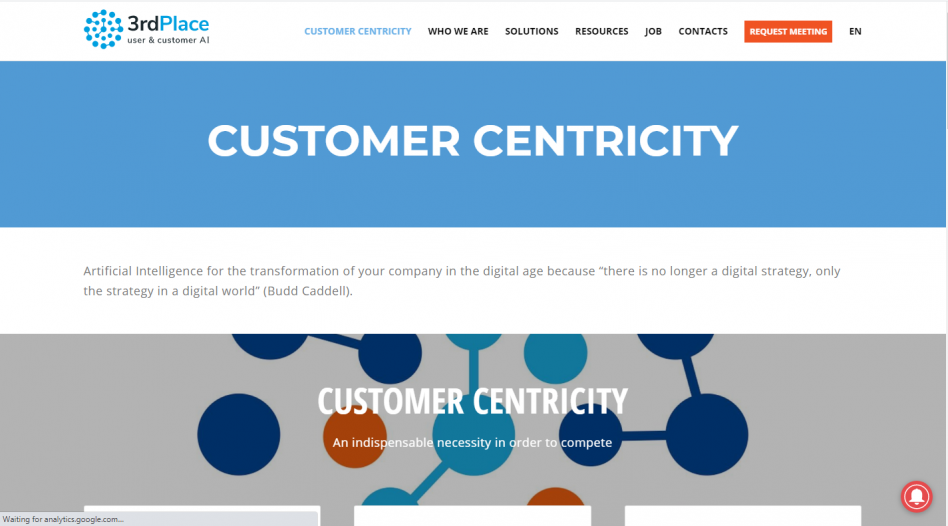 3rdPlace
user & customer AI
CUSTOMER CENTRICITY WHO WE ARE SOLUTIONS RESOURCES JOB CONTACTS REQUEST MEETING EN
CUSTOMER CENTRICITY
Artificial Intelligence for the transformation of your company in the digital age because “there is no longer a digital strategy, only
the strategy in a digital world” (Budd Caddell).
CUSTOMER CENTRICITY
An indispensable necessity in order to compete
Waiting for analytics.google.com...